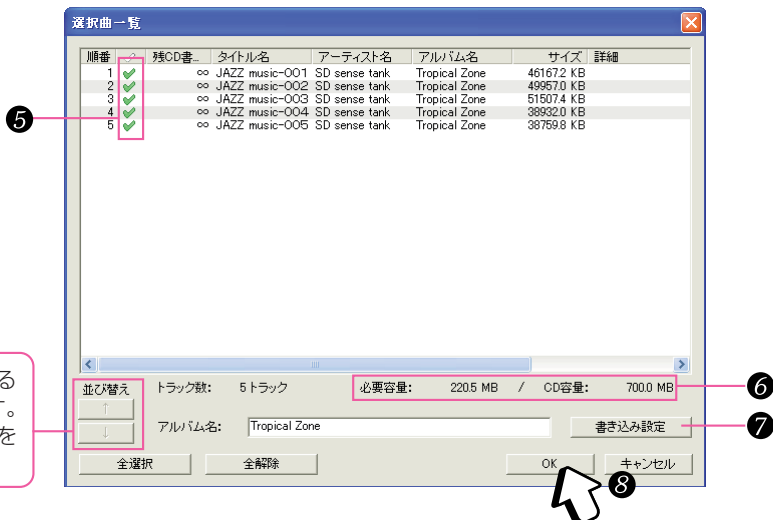 選択曲一覧
順番 残CD書... タイトル名 アーティスト名 アルバム名 サイズ 詳細
1 ∞ JAZZ music-001 SD sense tank Tropical Zone 46167.2 KB
2 ∞ JAZZ music-002 SD sense tank Tropical Zone 49957.0 KB
3 ∞ JAZZ music-003 SD sense tank Tropical Zone 51507.4 KB
4 ∞ JAZZ music-004 SD sense tank Tropical Zone 38932.0 KB
5 ∞ JAZZ music-005 SD sense tank Tropical Zone 38759.8 KB
❺
る
す。
を
並び替え
↑
↓
トラック数: 5トラック 必要容量: 220.5 MB / CD容量: 700.0 MB
❻
アルバム名: Tropical Zone 書き込み設定
❼
全選択 全解除 OK キャンセル
❽